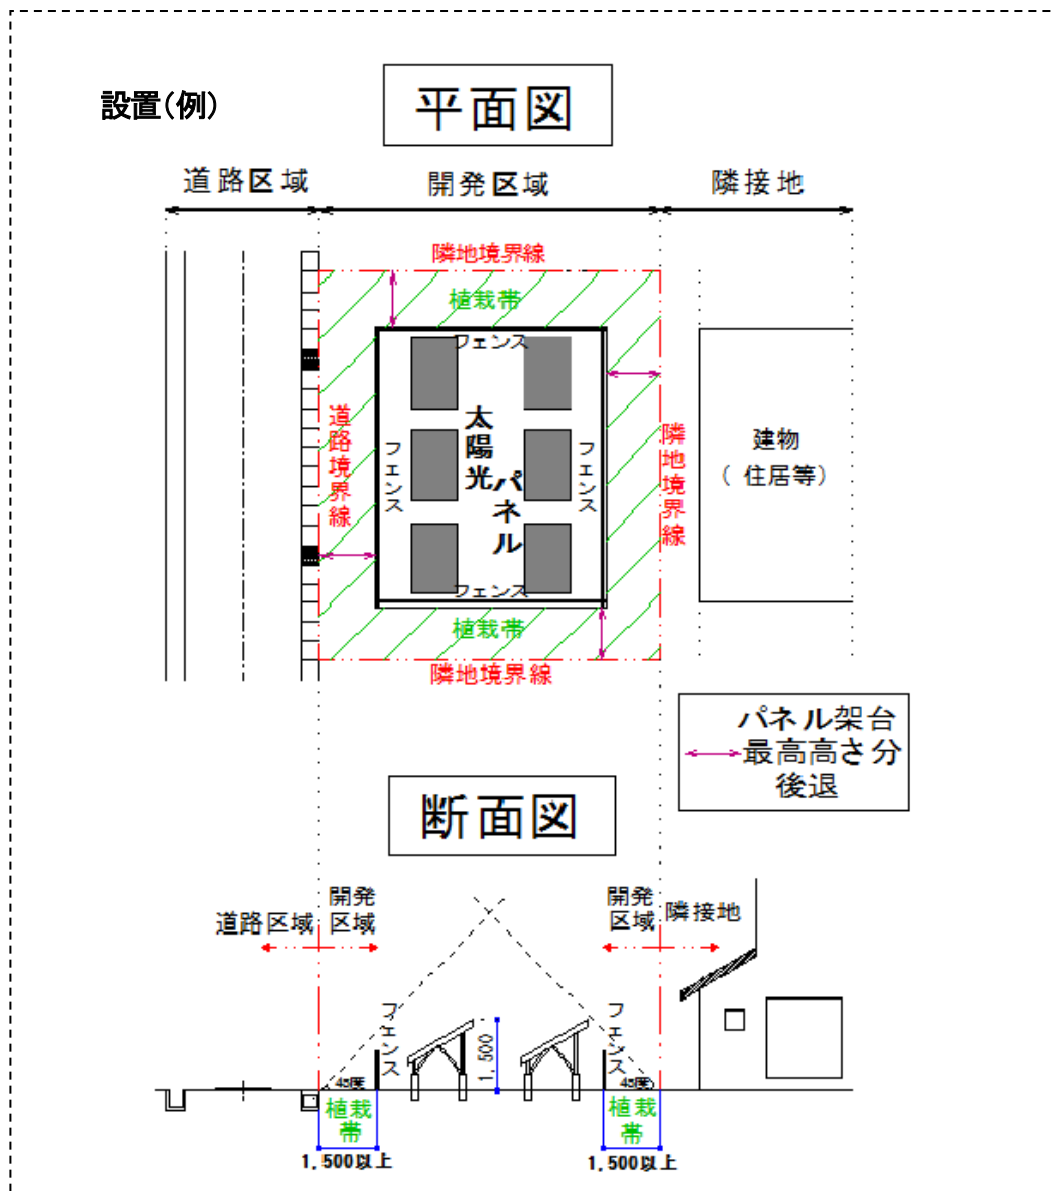 設置(例)
平面図
道路区域
開発区域
隣接地
隣地境界線
植栽帯
フェンス
道路境界線
フェンス
太陽光
パネル
フェンス
隣地境界線
建物
(住居等)
フェンス
植栽帯
隣地境界線
パネル架台
最高高さ分
後退
断面図
道路区域
開発
区域
開発
区域
隣接地
フェンス
1,500
フェンス
45度
45度
植栽
帯
植栽
帯
1,500以上
1,500以上